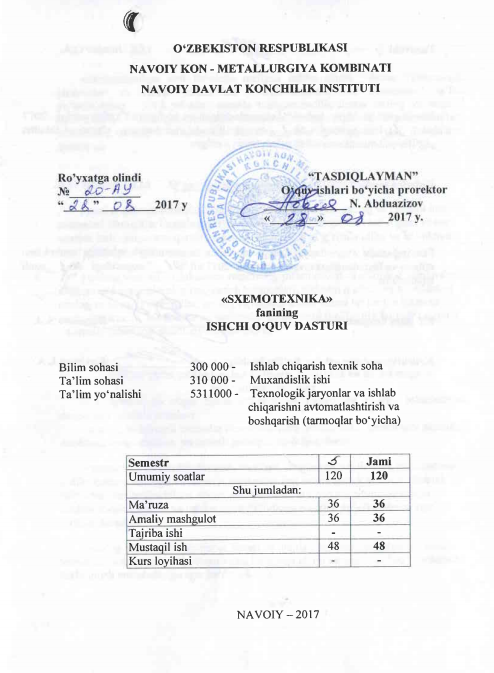 O‘ZBEKISTON RESPUBLIKASI
NAVOIY KON - METALLURGIYA KOMBINATI
NAVOIY DAVLAT KONCHILIK INSTITUTI
Ro’yxatga olindi
№ 20-АУ
“ 28 ” 08 2017 y
“TASDIQLAYMAN”
O‘quv ishlari bo‘yicha prorektor
N. Abduazizov
« 28 » 08 2017 y.
«SXEMOTEXNIKA»
fanining
ISHCHI O‘QUV DASTURI
Bilim sohasi 300 000 - Ishlab chiqarish texnik soha
Ta’lim sohasi 310 000 - Muxandislik ishi
Ta’lim yo‘nalishi 5311000 - Texnologik jaryonlar va ishlab
chiqarishni avtomatlashtirish va
boshqarish (tarmoqlar bo‘yicha)
Semestr 5 Jami
Umumiy soatlar 120 120
Shu jumladan:
Ma’ruza 36 36
Amaliy mashgulot 36 36
Tajriba ishi - -
Mustaqil ish 48 48
Kurs loyihasi - -
NAVOIY – 2017